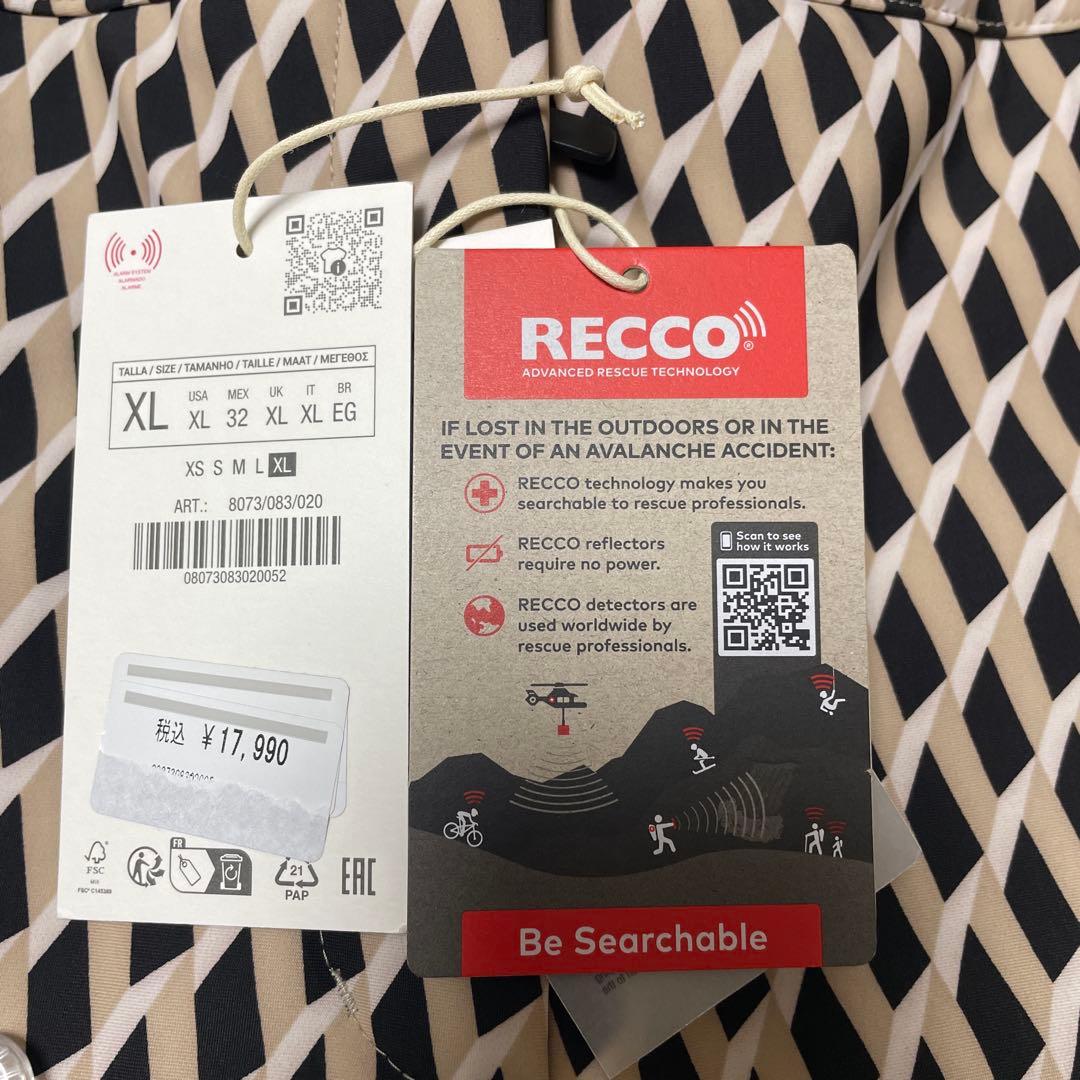 ALARM SYSTEM
ALARMADO
ALARME
TALLA / SIZE / TAMANHO / TAILLE / MAAT / ΜΕΓΕΘΟΣ
XL
USA MEX UK IT BR
XL 32 XL XL EG
XS S M L XL
ART.: 8073/083/020
08073083020052
税込 ¥17,990
FSC
MIX
FSC® C145389
FR
21
PAP
EAC
RECCO®
ADVANCED RESCUE TECHNOLOGY
IF LOST IN THE OUTDOORS OR IN THE
EVENT OF AN AVALANCHE ACCIDENT:
RECCO technology makes you
searchable to rescue professionals.
RECCO reflectors
require no power.
RECCO detectors are
used worldwide by
rescue professionals.
Scan to see
how it works
Be Searchable